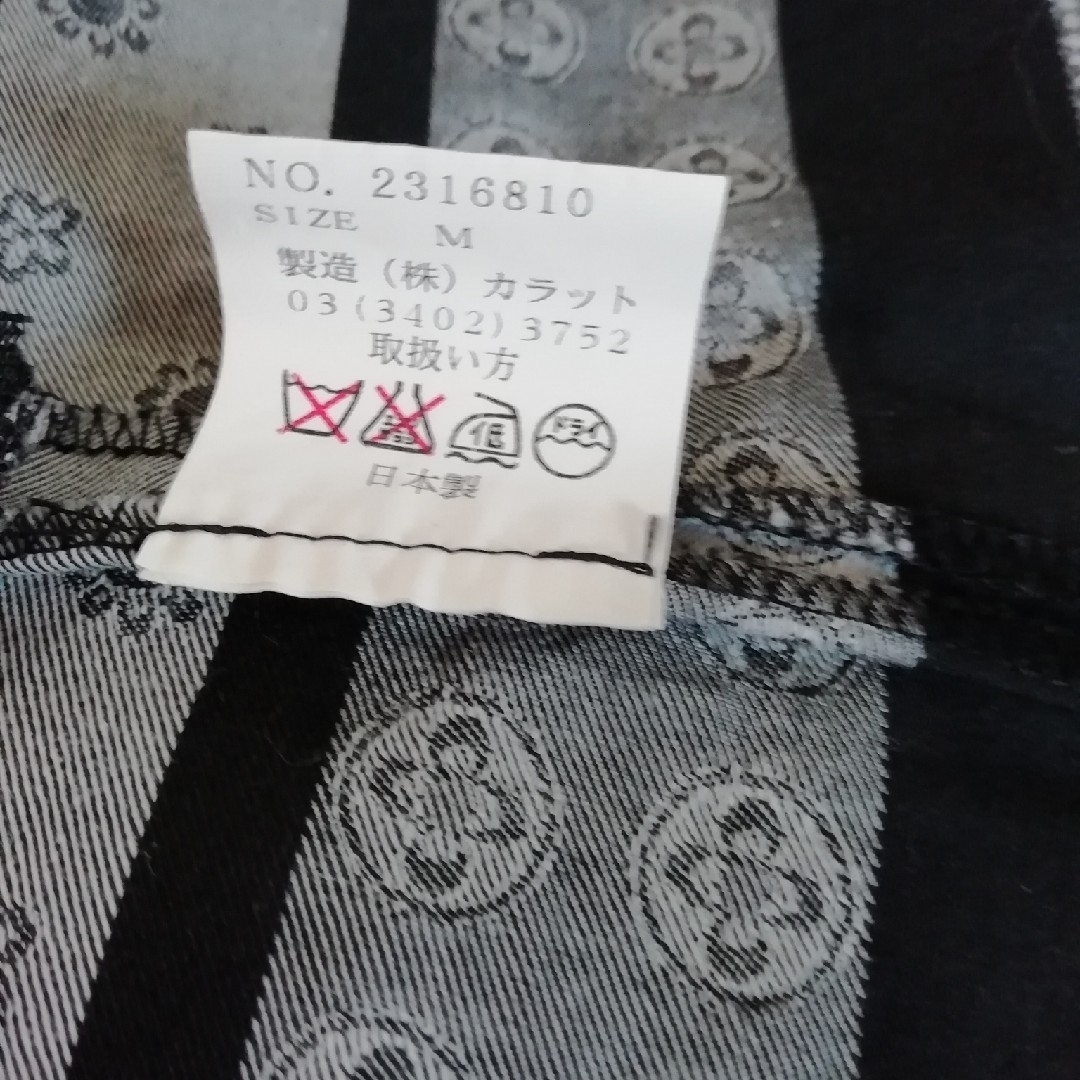 NO. 2316810
SIZE M
製造（株）カラット
03(3402)3752
取扱い方
低 ドライ
日本製